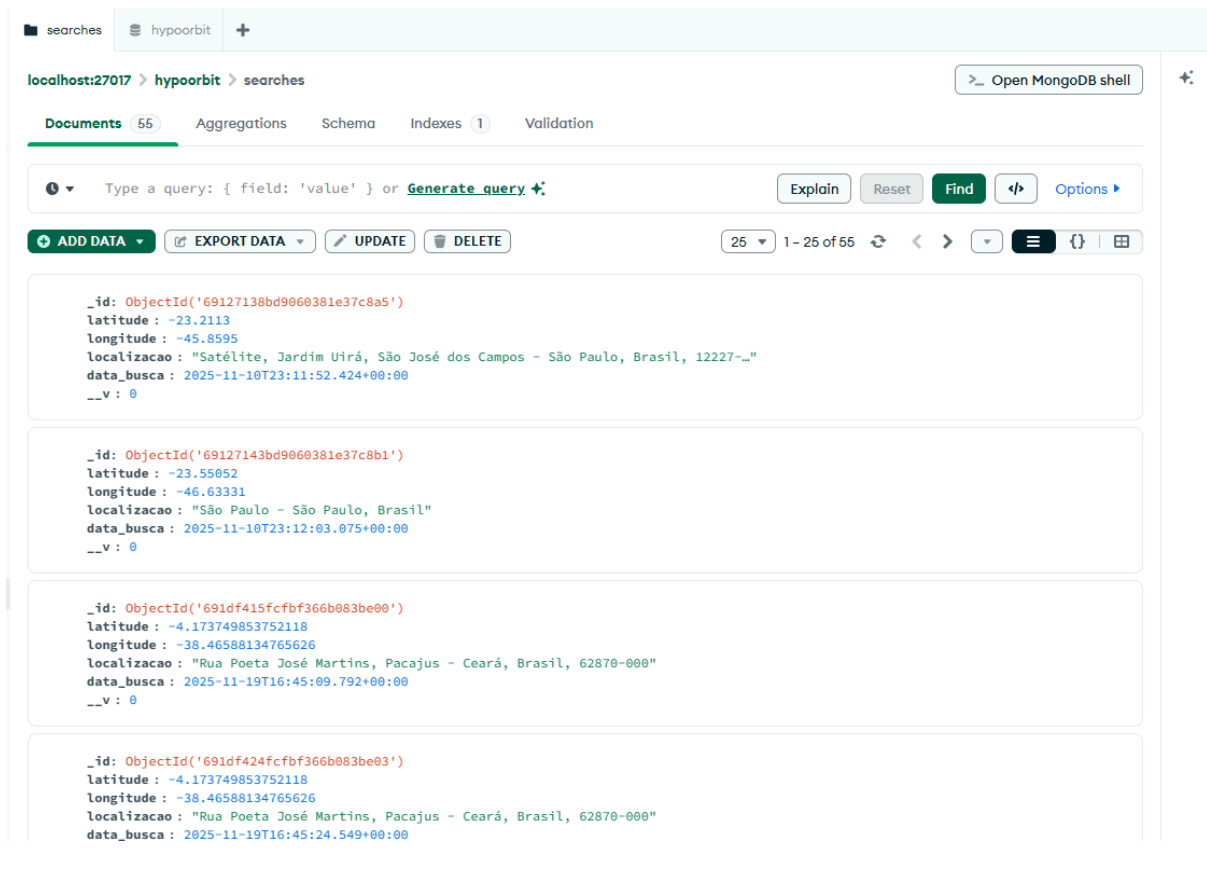 searches hypoorbit +
localhost:27017 > hypoorbit > searches
>_ Open MongoDB shell
Documents 55 Aggregations Schema Indexes 1 Validation
Type a query: { field: 'value' } or Generate query
Explain Reset Find </> Options
ADD DATA EXPORT DATA UPDATE DELETE
25 1 – 25 of 55 {}
_id: ObjectId('69127138bd9060381e37c8a5')
latitude : -23.2113
longitude : -45.8595
localizacao : "Satélite, Jardim Uirá, São José dos Campos - São Paulo, Brasil, 12227-…"
data_busca : 2025-11-10T23:11:52.424+00:00
__v : 0
_id: ObjectId('69127143bd9060381e37c8b1')
latitude : -23.55052
longitude : -46.63331
localizacao : "São Paulo - São Paulo, Brasil"
data_busca : 2025-11-10T23:12:03.075+00:00
__v : 0
_id: ObjectId('691df415fcfbf366b083be00')
latitude : -4.173749853752118
longitude : -38.46588134765626
localizacao : "Rua Poeta José Martins, Pacajus - Ceará, Brasil, 62870-000"
data_busca : 2025-11-19T16:45:09.792+00:00
__v : 0
_id: ObjectId('691df424fcfbf366b083be03')
latitude : -4.173749853752118
longitude : -38.46588134765626
localizacao : "Rua Poeta José Martins, Pacajus - Ceará, Brasil, 62870-000"
data_busca : 2025-11-19T16:45:24.549+00:00